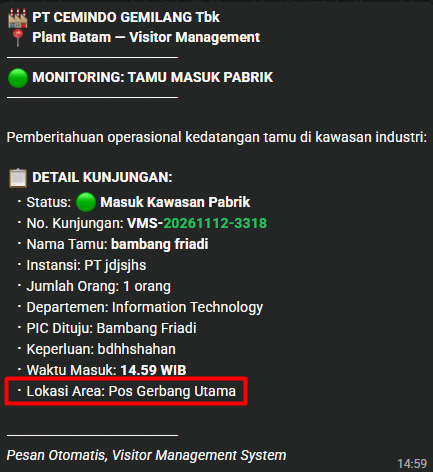 🏭 PT CEMINDO GEMILANG Tbk
📍 Plant Batam — Visitor Management
────────────────────
🟢 MONITORING: TAMU MASUK PABRIK
────────────────────
Pemberitahuan operasional kedatangan tamu di kawasan industri:
📋 DETAIL KUNJUNGAN:
· Status: 🟢 Masuk Kawasan Pabrik
· No. Kunjungan: VMS-20261112-3318
· Nama Tamu: bambang friadi
· Instansi: PT jdjsjhs
· Jumlah Orang: 1 orang
· Departemen: Information Technology
· PIC Dituju: Bambang Friadi
· Keperluan: bdhhshahan
· Waktu Masuk: 14.59 WIB
· Lokasi Area: Pos Gerbang Utama
────────────────────
Pesan Otomatis, Visitor Management System
14:59